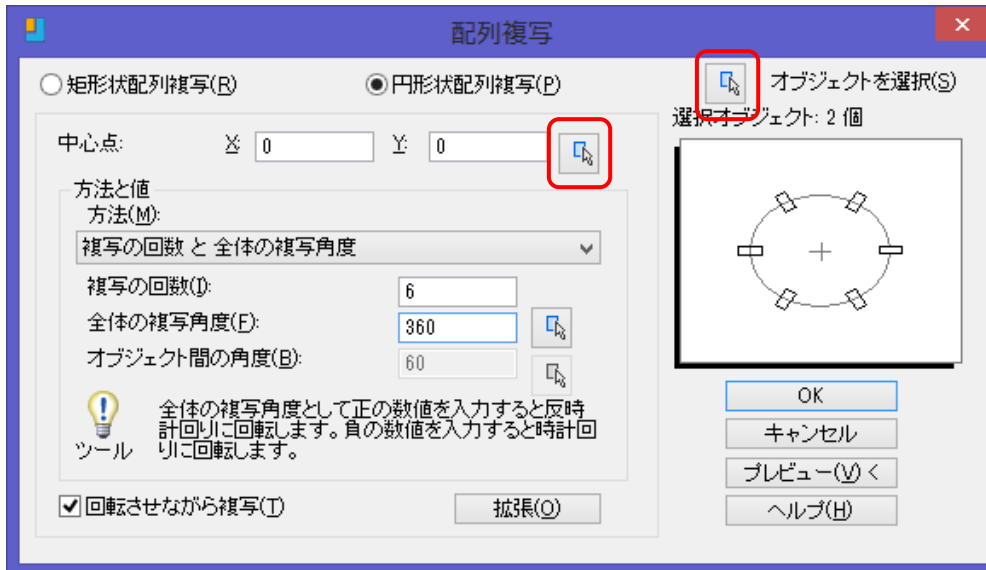 配列複写
矩形状配列複写(R)
円形状配列複写(P)
オブジェクトを選択(S)
選択オブジェクト: 2 個
中心点:
X: 0
Y: 0
方法と値
方法(M):
複写の回数 と 全体の複写角度
複写の回数(I): 6
全体の複写角度(F): 360
オブジェクト間の角度(B): 60
ツール
全体の複写角度として正の数値を入力すると反時
計回りに回転します。負の数値を入力すると時計回
りに回転します。
回転させながら複写(T)
拡張(O)
OK
キャンセル
プレビュー(V) <
ヘルプ(H)